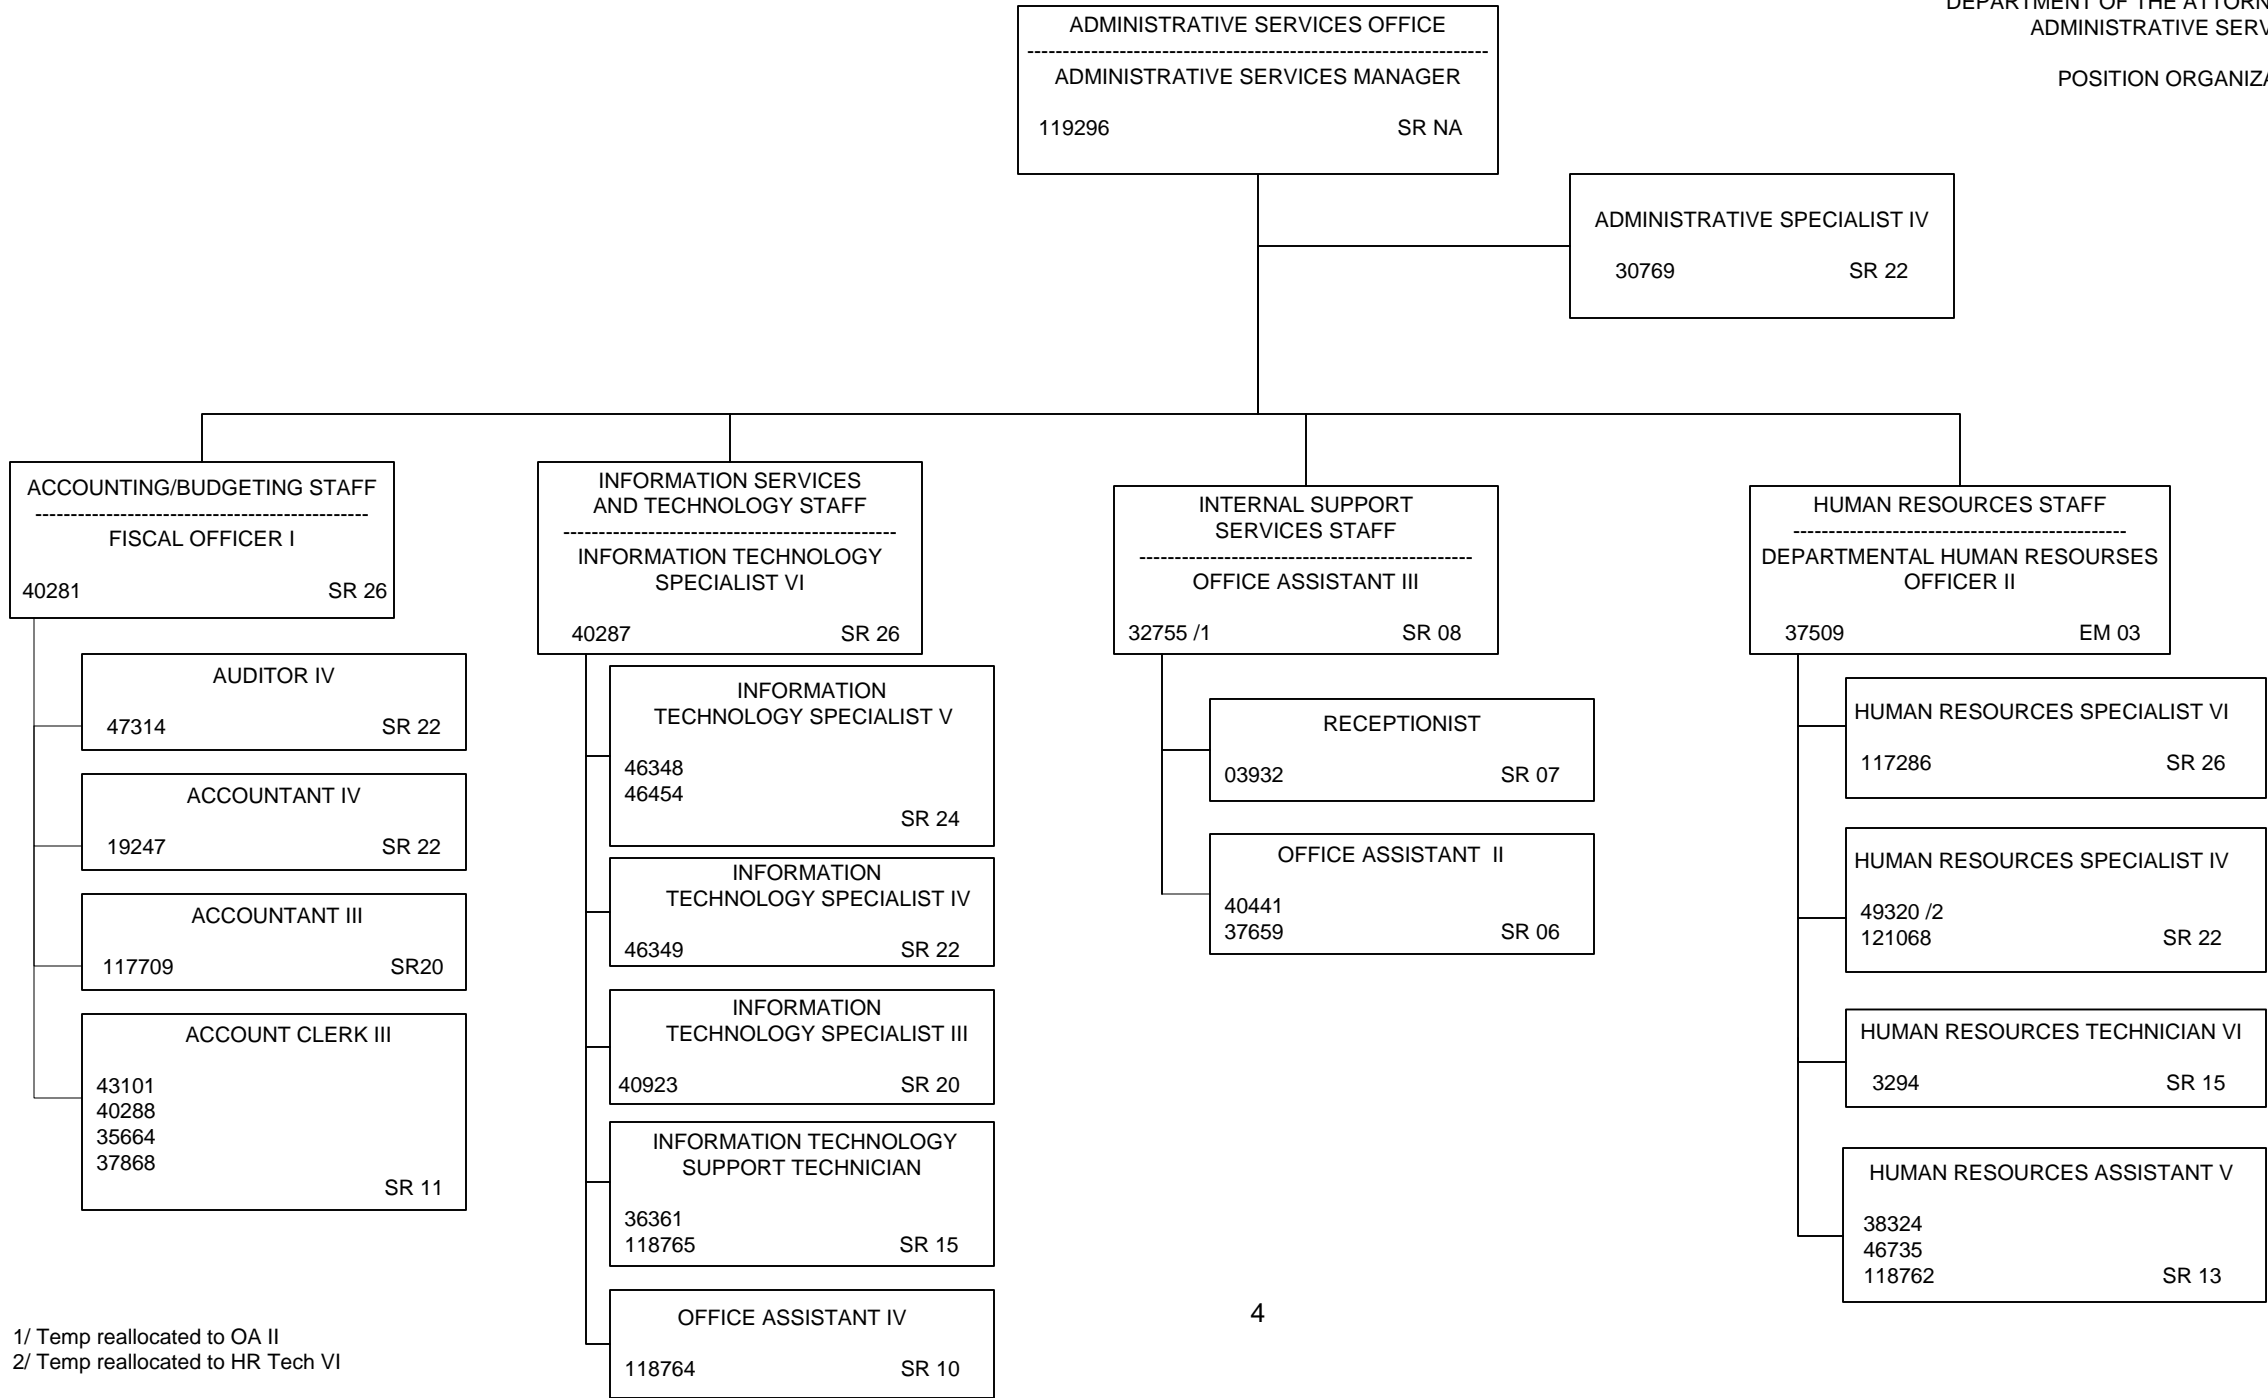 DEPARTMENT OF THE
ADMINISTRATIVE
POSITION
ADMINISTRATIVE SERVICES OFFICE
-----------------------------------------------------------------
ADMINISTRATIVE SERVICES MANAGER
119296 SR NA
ADMINISTRATIVE SPECIALIST IV
30769 SR 22
ACCOUNTING/BUDGETING STAFF
-----------------------------------------------
FISCAL OFFICER I
40281 SR 26
AUDITOR IV
47314 SR 22
ACCOUNTANT IV
19247 SR 22
ACCOUNTANT III
117709 SR20
ACCOUNT CLERK III
43101
40288
35664
37868
SR 11
INFORMATION SERVICES
AND TECHNOLOGY STAFF
-----------------------------------------------
INFORMATION TECHNOLOGY
SPECIALIST VI
40287 SR 26
INFORMATION
TECHNOLOGY SPECIALIST V
46348
46454
SR 24
INFORMATION
TECHNOLOGY SPECIALIST IV
46349 SR 22
INFORMATION
TECHNOLOGY SPECIALIST III
40923 SR 20
INFORMATION TECHNOLOGY
SUPPORT TECHNICIAN
36361
118765 SR 15
OFFICE ASSISTANT IV
118764 SR 10
INTERNAL SUPPORT
SERVICES STAFF
-----------------------------------------------
OFFICE ASSISTANT III
32755 /1 SR 08
RECEPTIONIST
03932 SR 07
OFFICE ASSISTANT II
40441
37659 SR 06
HUMAN RESOURCES STAFF
-----------------------------------------------
DEPARTMENTAL HUMAN RESOURSES
OFFICER II
37509 EM 03
HUMAN RESOURCES SPECIALIST VI
117286 SR 26
HUMAN RESOURCES SPECIALIST IV
49320 /2
121068 SR 22
HUMAN RESOURCES TECHNICIAN VI
3294 SR 15
HUMAN RESOURCES ASSISTANT V
38324
46735
118762 SR 13
1/ Temp reallocated to OA II
2/ Temp reallocated to HR Tech VI
4